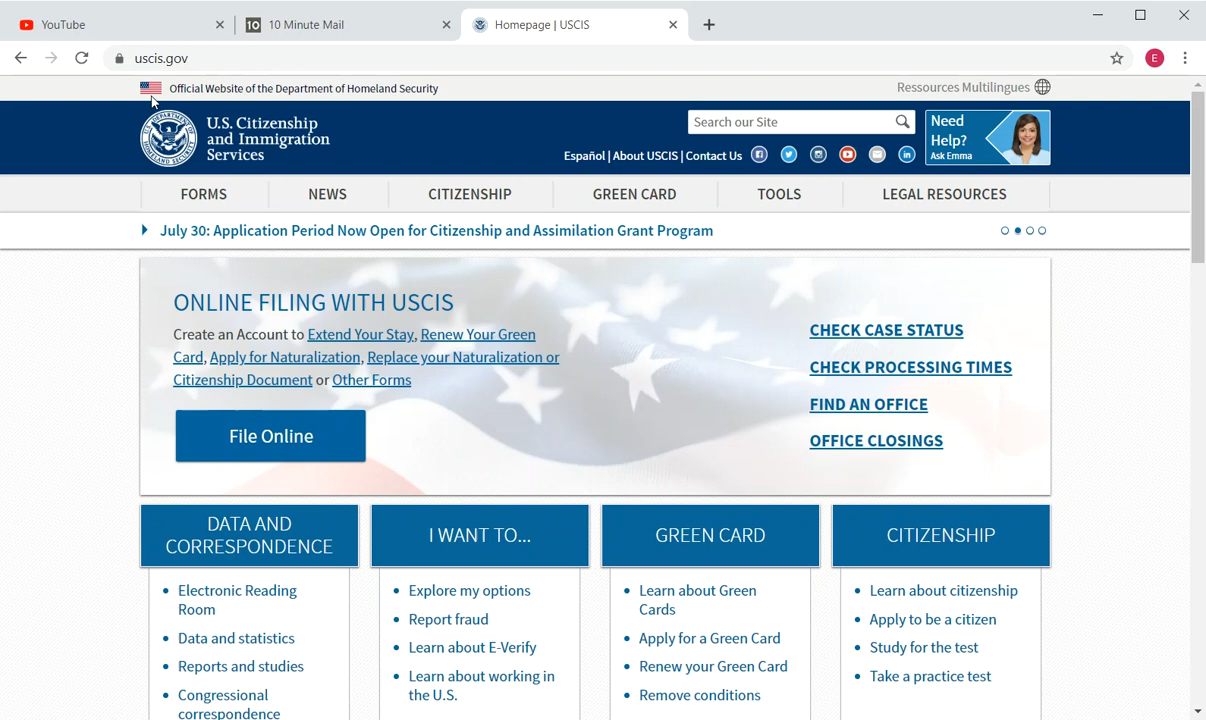 YouTube
10 10 Minute Mail
Homepage | USCIS
uscis.gov
E
Official Website of the Department of Homeland Security
Ressources Multilingues
U.S. Citizenship
and Immigration
Services
Search our Site
Need
Help?
Ask Emma
Español | About USCIS | Contact Us
FORMS
NEWS
CITIZENSHIP
GREEN CARD
TOOLS
LEGAL RESOURCES
July 30: Application Period Now Open for Citizenship and Assimilation Grant Program
ONLINE FILING WITH USCIS
Create an Account to Extend Your Stay, Renew Your Green
Card, Apply for Naturalization, Replace your Naturalization or
Citizenship Document or Other Forms
File Online
CHECK CASE STATUS
CHECK PROCESSING TIMES
FIND AN OFFICE
OFFICE CLOSINGS
DATA AND
CORRESPONDENCE
Electronic Reading
Room
Data and statistics
Reports and studies
Congressional
correspondence
I WANT TO...
Explore my options
Report fraud
Learn about E-Verify
Learn about working in
the U.S.
GREEN CARD
Learn about Green
Cards
Apply for a Green Card
Renew your Green Card
Remove conditions
CITIZENSHIP
Learn about citizenship
Apply to be a citizen
Study for the test
Take a practice test